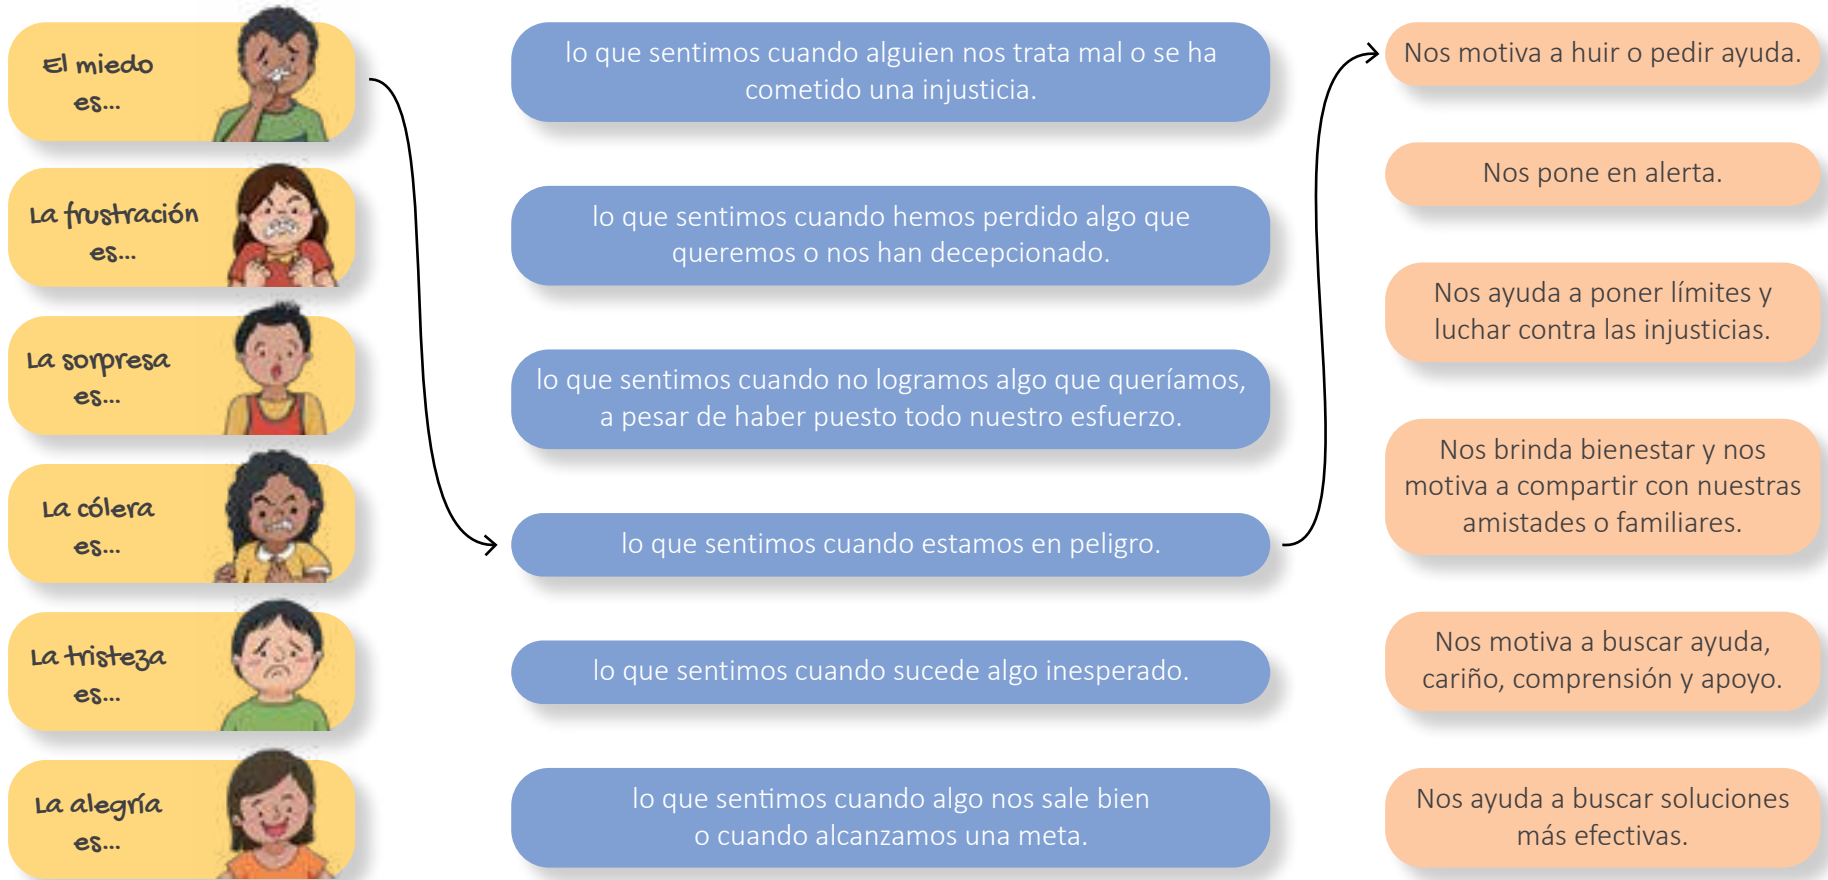 El miedo
es...
La frustración
es...
La sorpresa
es...
La cólera
es...
La tristeza
es...
La alegría
es...
lo que sentimos cuando alguien nos trata mal o se ha
cometido una injusticia.
lo que sentimos cuando hemos perdido algo que
queremos o nos han decepcionado.
lo que sentimos cuando no logramos algo que queríamos,
a pesar de haber puesto todo nuestro esfuerzo.
lo que sentimos cuando estamos en peligro.
lo que sentimos cuando sucede algo inesperado.
lo que sentimos cuando algo nos sale bien
o cuando alcanzamos una meta.
Nos motiva a huir o pedir ayuda.
Nos pone en alerta.
Nos ayuda a poner límites y
luchar contra las injusticias.
Nos brinda bienestar y nos
motiva a compartir con nuestras
amistades o familiares.
Nos motiva a buscar ayuda,
cariño, comprensión y apoyo.
Nos ayuda a buscar soluciones
más efectivas.